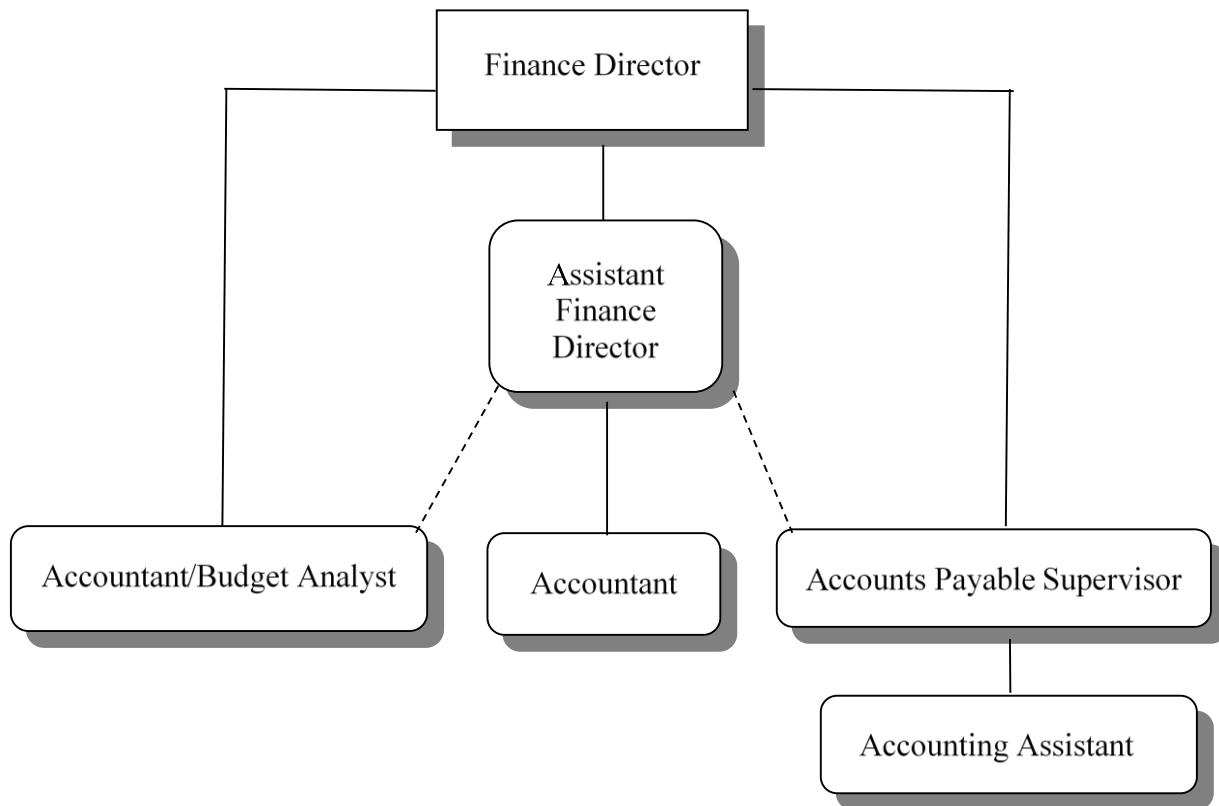 Finance Director
Assistant
Finance
Director
Accountant/Budget Analyst
Accountant
Accounts Payable Supervisor
Accounting Assistant